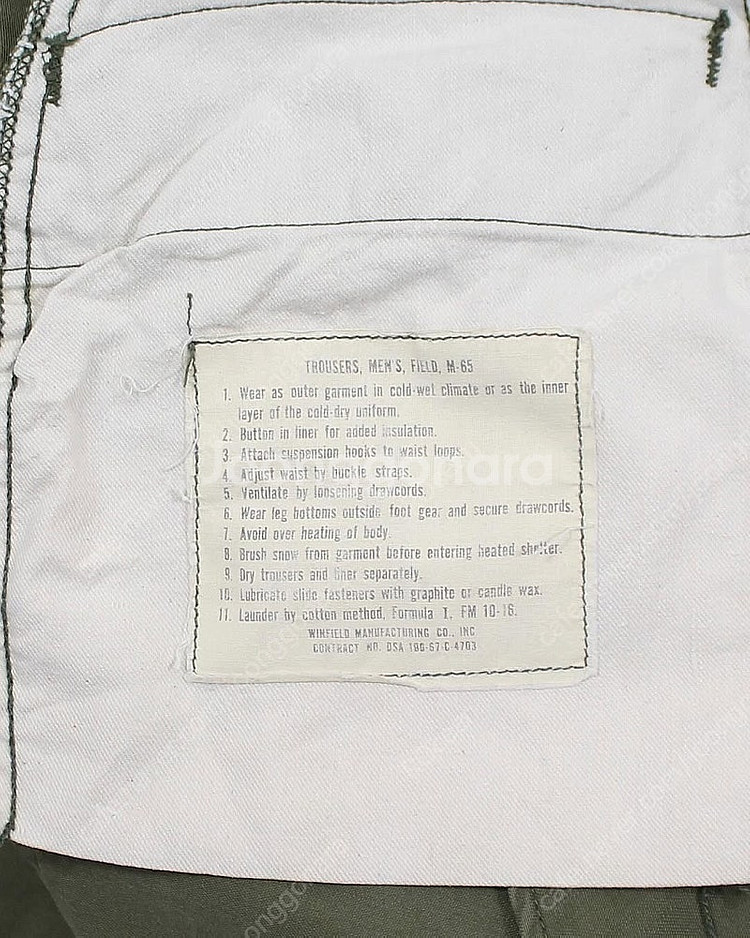 TROUSERS, MEN'S, FIELD, M-65
1. Wear as outer garment in cold-wet climate or as the inner
layer of the cold-dry uniform.
2. Button in liner for added insulation.
3. Attach suspension hooks to waist loops.
4. Adjust waist by buckle straps.
5. Ventilate by loosening drawcords.
6. Wear leg bottoms outside foot gear and secure drawcords.
7. Avoid over heating of body.
8. Brush snow from garment before entering heated shelter.
9. Dry trousers and liner separately.
10. Lubricate slide fasteners with graphite or candle wax.
11. Launder by cotton method, Formula 1, FM 10-16.
WINFIELD MANUFACTURING CO., INC
CONTRACT NO. DSA 100-67-C-4703